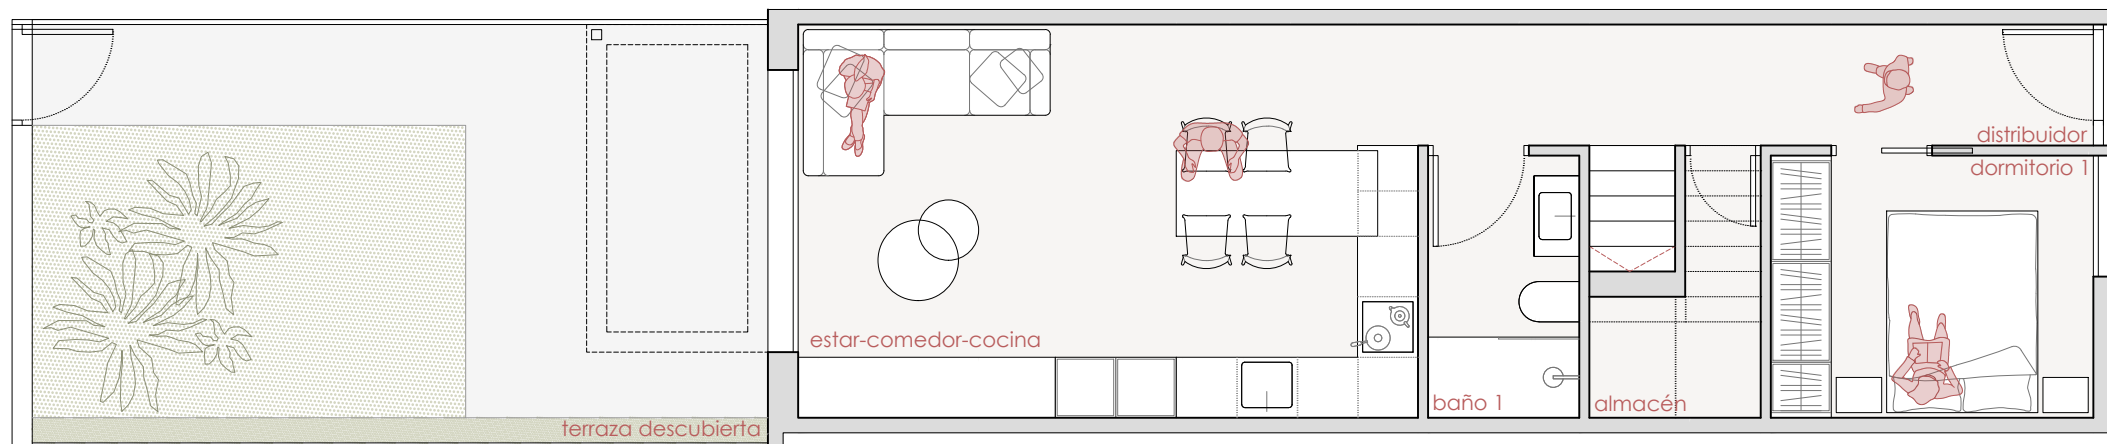 distribuidor
dormitorio 1
estar-comedor-cocina
baño 1
almacén
terraza descubierta